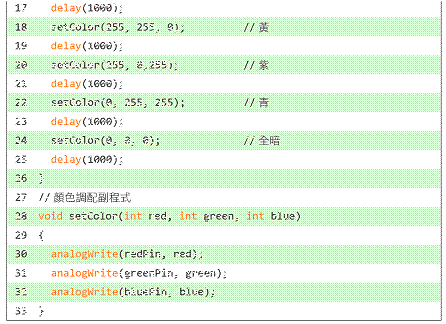 17 delay(1000);
18 setColor(255, 255, 0); // 黃
19 delay(1000);
20 setColor(255, 0,255); // 紫
21 delay(1000);
22 setColor(0, 255, 255); // 青
23 delay(1000);
24 setColor(0, 0, 0); // 全暗
25 delay(1000);
26 }
27 // 顏色調配副程式
28 void setColor(int red, int green, int blue)
29 {
30 analogWrite(redPin, red);
31 analogWrite(greenPin, green);
32 analogWrite(bluePin, blue);
33 }